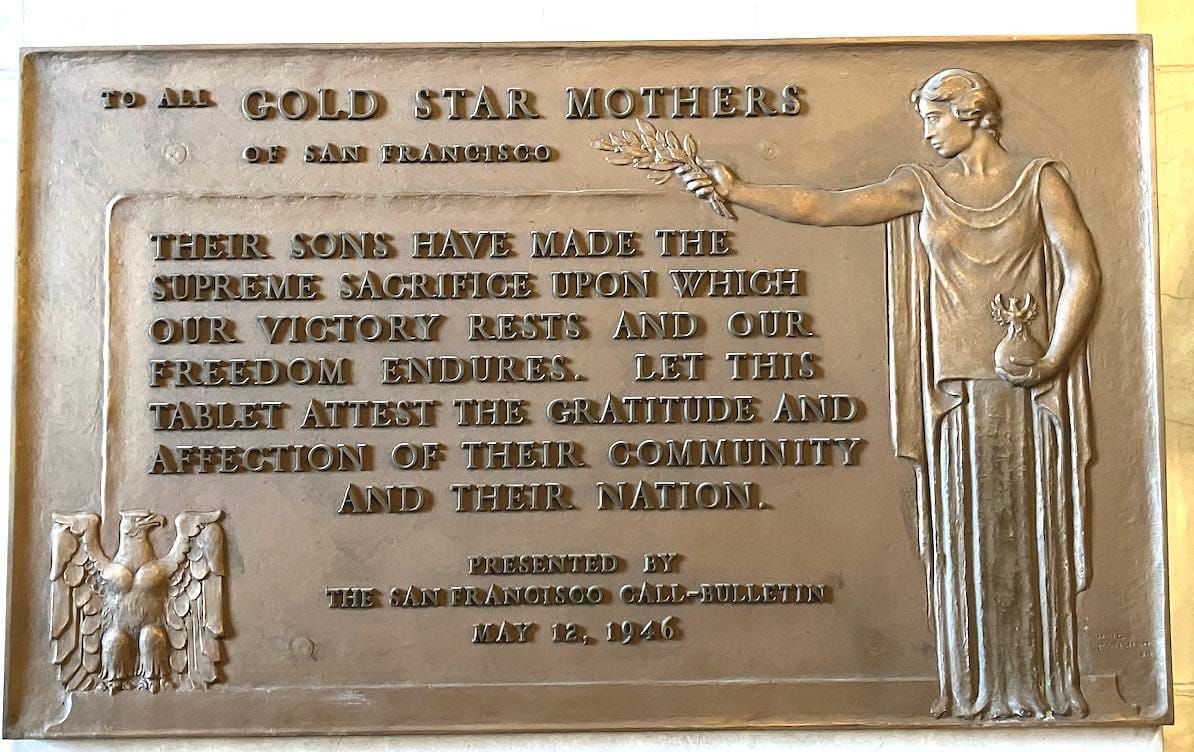 TO ALL GOLD STAR MOTHERS
OF SAN FRANCISCO
THEIR SONS HAVE MADE THE
SUPREME SACRIFICE UPON WHICH
OUR VICTORY RESTS AND OUR
FREEDOM ENDURES. LET THIS
TABLET ATTEST THE GRATITUDE AND
AFFECTION OF THEIR COMMUNITY
AND THEIR NATION.
PRESENTED BY
THE SAN FRANCISCO CALL-BULLETIN
MAY 12, 1946